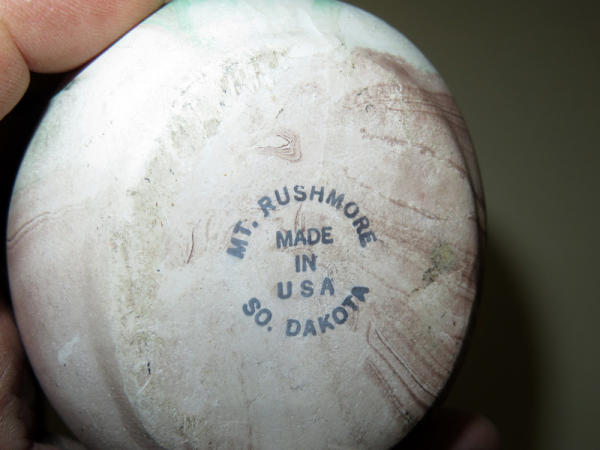 MT. RUSHMORE
MADE
IN
USA
SO. DAKOTA